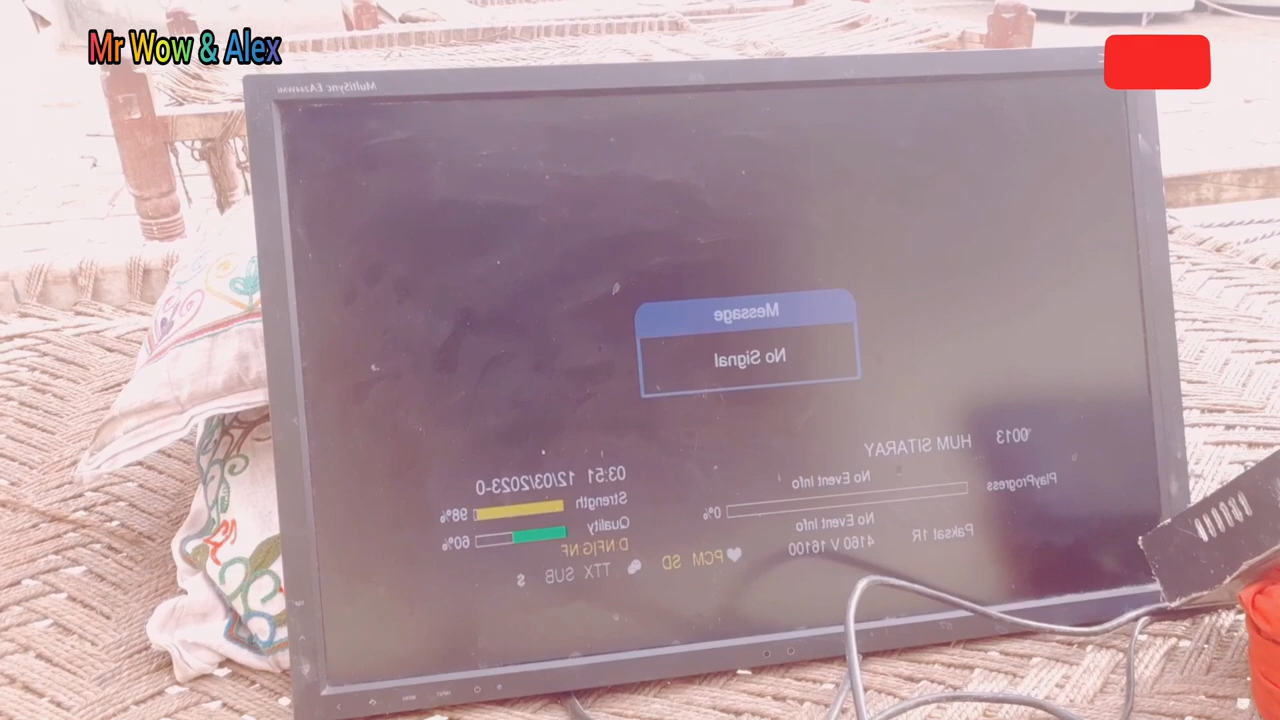 Mr Wow & Alex
MultiSync EA244WMi
Message
No Signal
0013 HUM SITARAY
PlayProgress
No Event Info
0%
No Event Info
Paksat 1R
4160 V 16100
03:51 12/03/2023-0
Strength 98%
Quality 60%
D:NFIG:NF
PCM SD
TTX SUB $